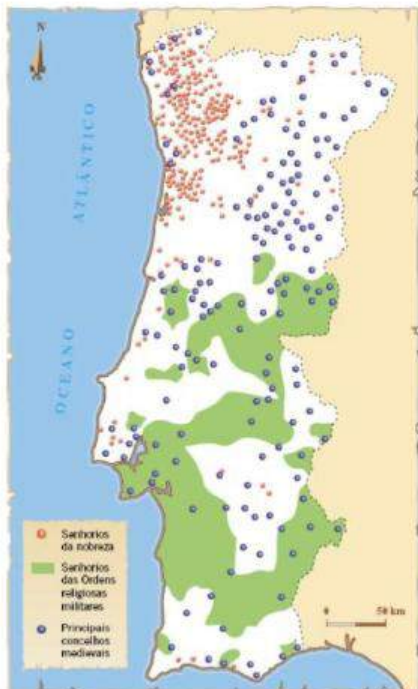 N
OCEANO ATLÂNTICO
Senhorios
da nobreza
Senhorios
das Ordens
religiosas
militares
Principais
concelhos
medievais
0 50 km